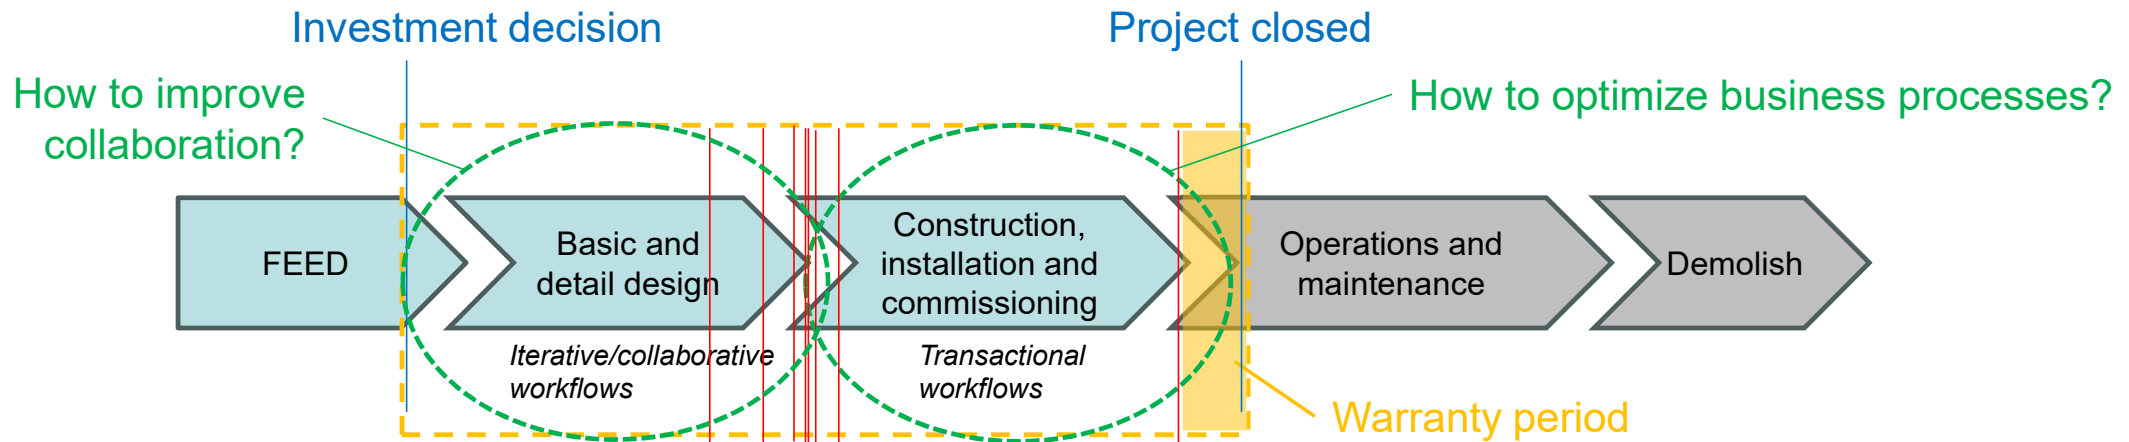 Investment decision
Project closed
How to improve
collaboration?
How to optimize business processes?
FEED
Basic and
detail design
Construction,
installation and
commissioning
Operations and
maintenance
Demolish
Iterative/collaborative
workflows
Transactional
workflows
Warranty period